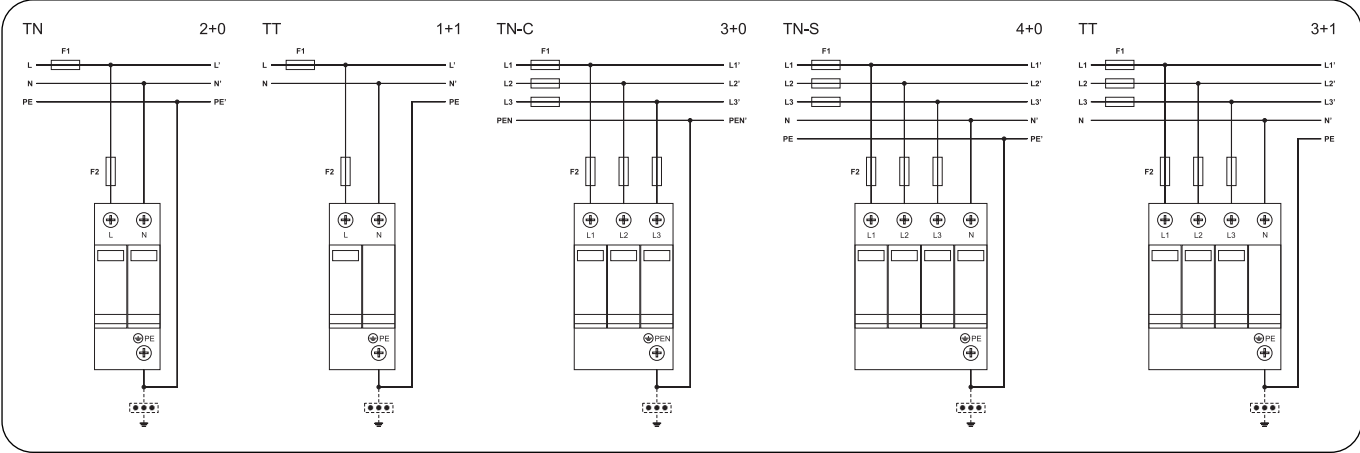 TN 2+0
F1
L L'
N N'
PE PE'
F2
L N
PE
TT 1+1
F1
L L'
N N'
PE
F2
L N
PE
TN-C 3+0
F1
L1 L1'
L2 L2'
L3 L3'
PEN PEN'
F2
L1 L2 L3
PEN
TN-S 4+0
F1
L1 L1'
L2 L2'
L3 L3'
N N'
PE PE'
F2
L1 L2 L3 N
PE
TT 3+1
F1
L1 L1'
L2 L2'
L3 L3'
N N'
PE
F2
L1 L2 L3 N
PE